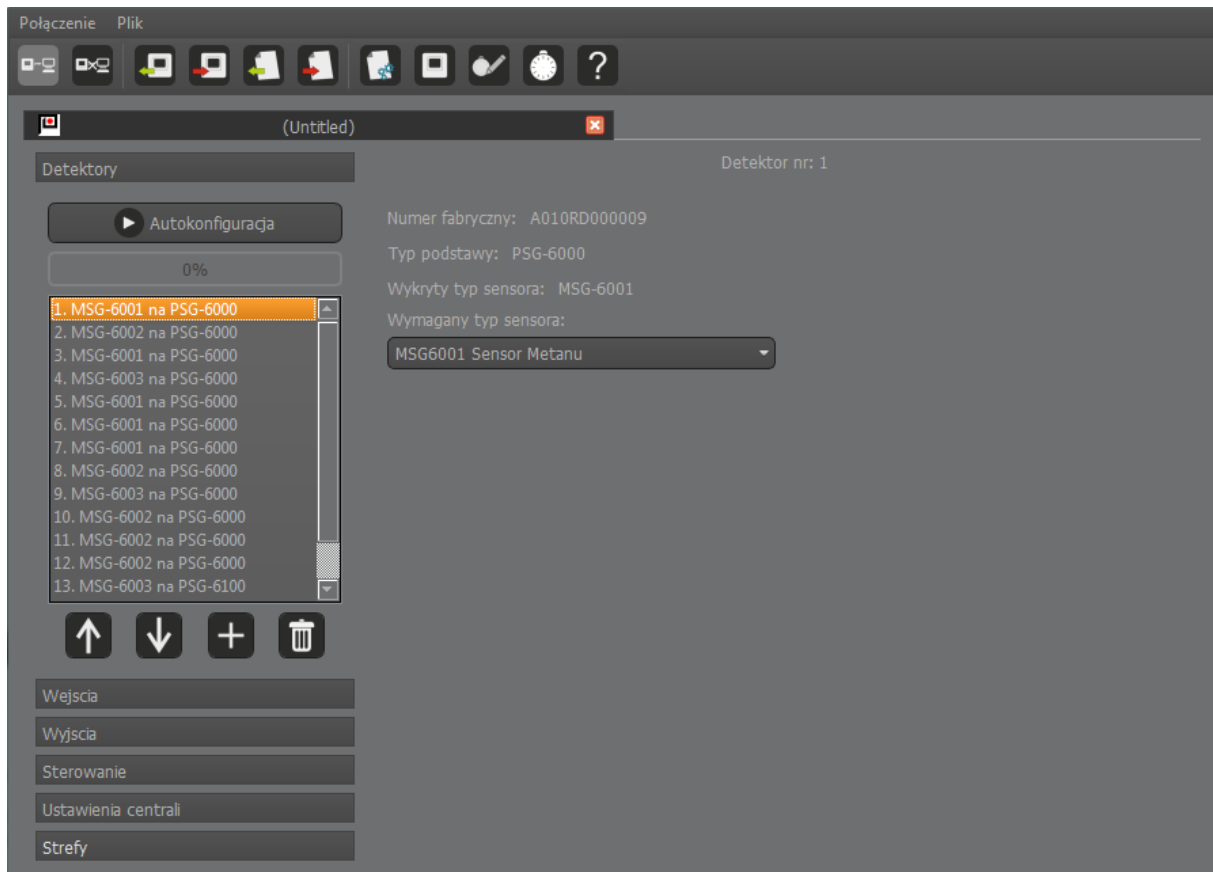 Połączenie Plik
(Untitled)
Detektory
Autokonfiguracja
0%
1. MSG-6001 na PSG-6000
2. MSG-6002 na PSG-6000
3. MSG-6001 na PSG-6000
4. MSG-6003 na PSG-6000
5. MSG-6001 na PSG-6000
6. MSG-6001 na PSG-6000
7. MSG-6001 na PSG-6000
8. MSG-6002 na PSG-6000
9. MSG-6003 na PSG-6000
10. MSG-6002 na PSG-6000
11. MSG-6002 na PSG-6000
12. MSG-6002 na PSG-6000
13. MSG-6003 na PSG-6100
Wejscia
Wyjscia
Sterowanie
Ustawienia centrali
Strefy
Detektor nr: 1
Numer fabryczny: A010RD000009
Typ podstawy: PSG-6000
Wykryty typ sensora: MSG-6001
Wymagany typ sensora:
MSG6001 Sensor Metanu